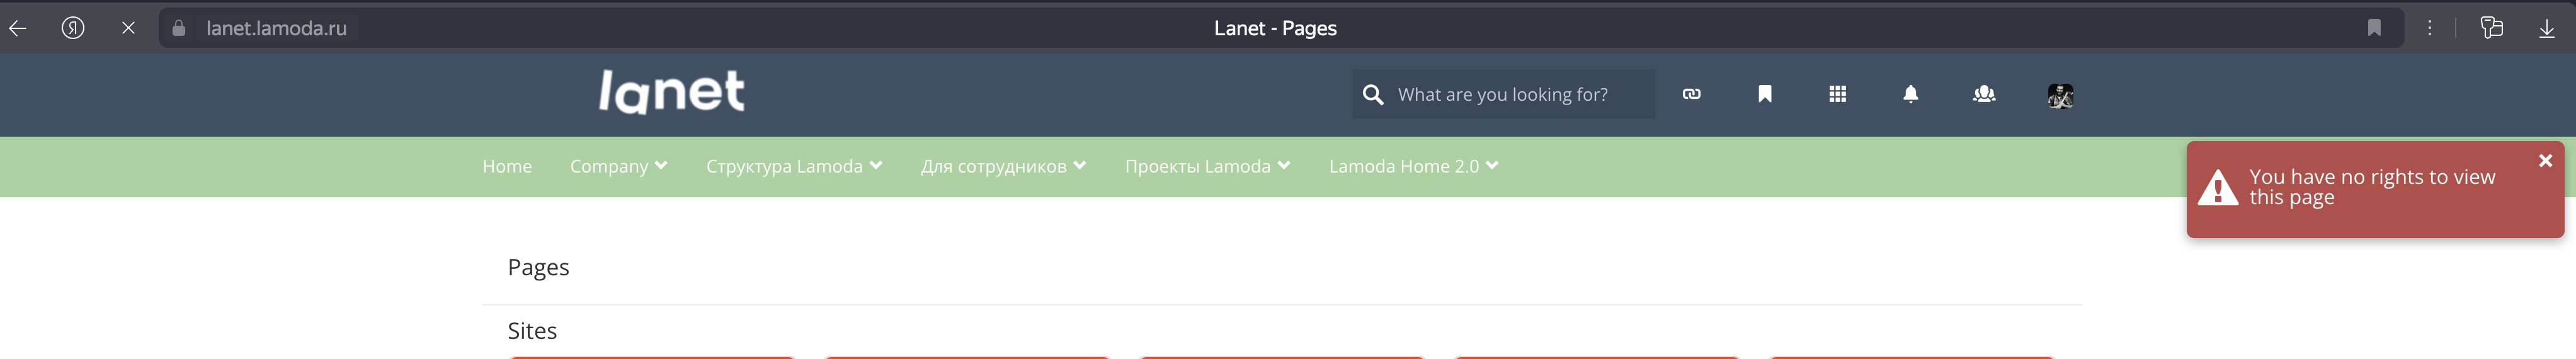 lanet.lamoda.ru
Lanet - Pages
lanet
What are you looking for?
Home Company Структура Lamoda Для сотрудников Проекты Lamoda Lamoda Home 2.0
You have no rights to view
this page
Pages
Sites